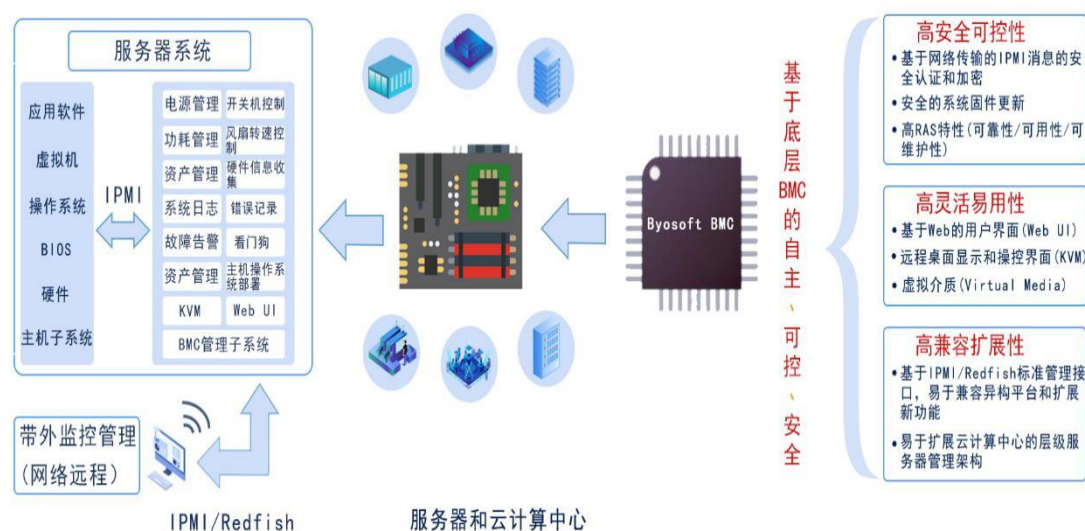 服务器系统
应用软件
虚拟机
操作系统
BIOS
硬件
主机子系统
IPMI
电源管理
开关机控制
功耗管理
风扇转速控
制
资产管理
硬件信息收
集
系统日志
错误记录
故障告警
看门狗
资产管理
主机操作系
统部署
KVM
Web UI
BMC管理子系统
带外监控管理
(网络远程)
IPMI/Redfish
服务器和云计算中心
Byosoft BMC
基于底层BMC的自主、可控、安全
高安全可控性
•基于网络传输的IPMI消息的安
全认证和加密
•安全的系统固件更新
•高RAS特性(可靠性/可用性/可
维护性)
高灵活易用性
•基于Web的用户界面(Web UI)
•远程桌面显示和操控界面(KVM)
•虚拟介质(Virtual Media)
高兼容扩展性
•基于IPMI/Redfish标准管理接
口，易于兼容异构平台和扩展
新功能
•易于扩展云计算中心的层级服
务器管理架构